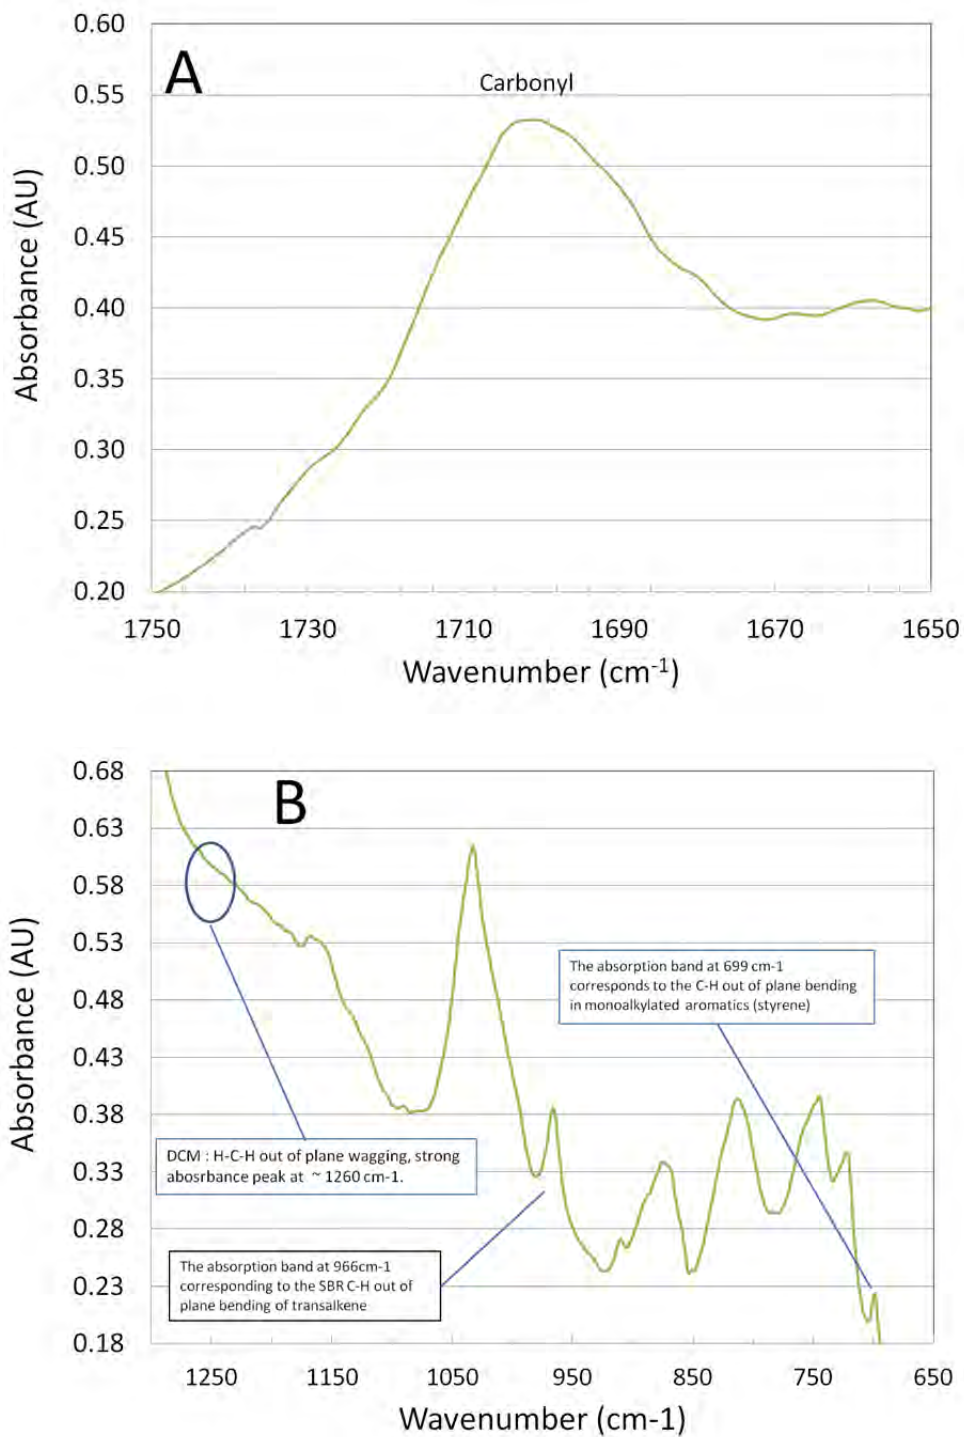 A
Carbonyl
0.60
0.55
0.50
0.45
0.40
0.35
0.30
0.25
0.20
Absorbance (AU)
1750 1730 1710 1690 1670 1650
Wavenumber (cm-1)
B
0.68
0.63
0.58
0.53
0.48
0.43
0.38
0.33
0.28
0.23
0.18
Absorbance (AU)
The absorption band at 699 cm-1
corresponds to the C-H out of plane bending
in monoalkylated aromatics (styrene)
DCM : H-C-H out of plane wagging, strong
abosrbance peak at ~ 1260 cm-1.
The absorption band at 966cm-1
corresponding to the SBR C-H out of
plane bending of transalkene
1250 1150 1050 950 850 750 650
Wavenumber (cm-1)